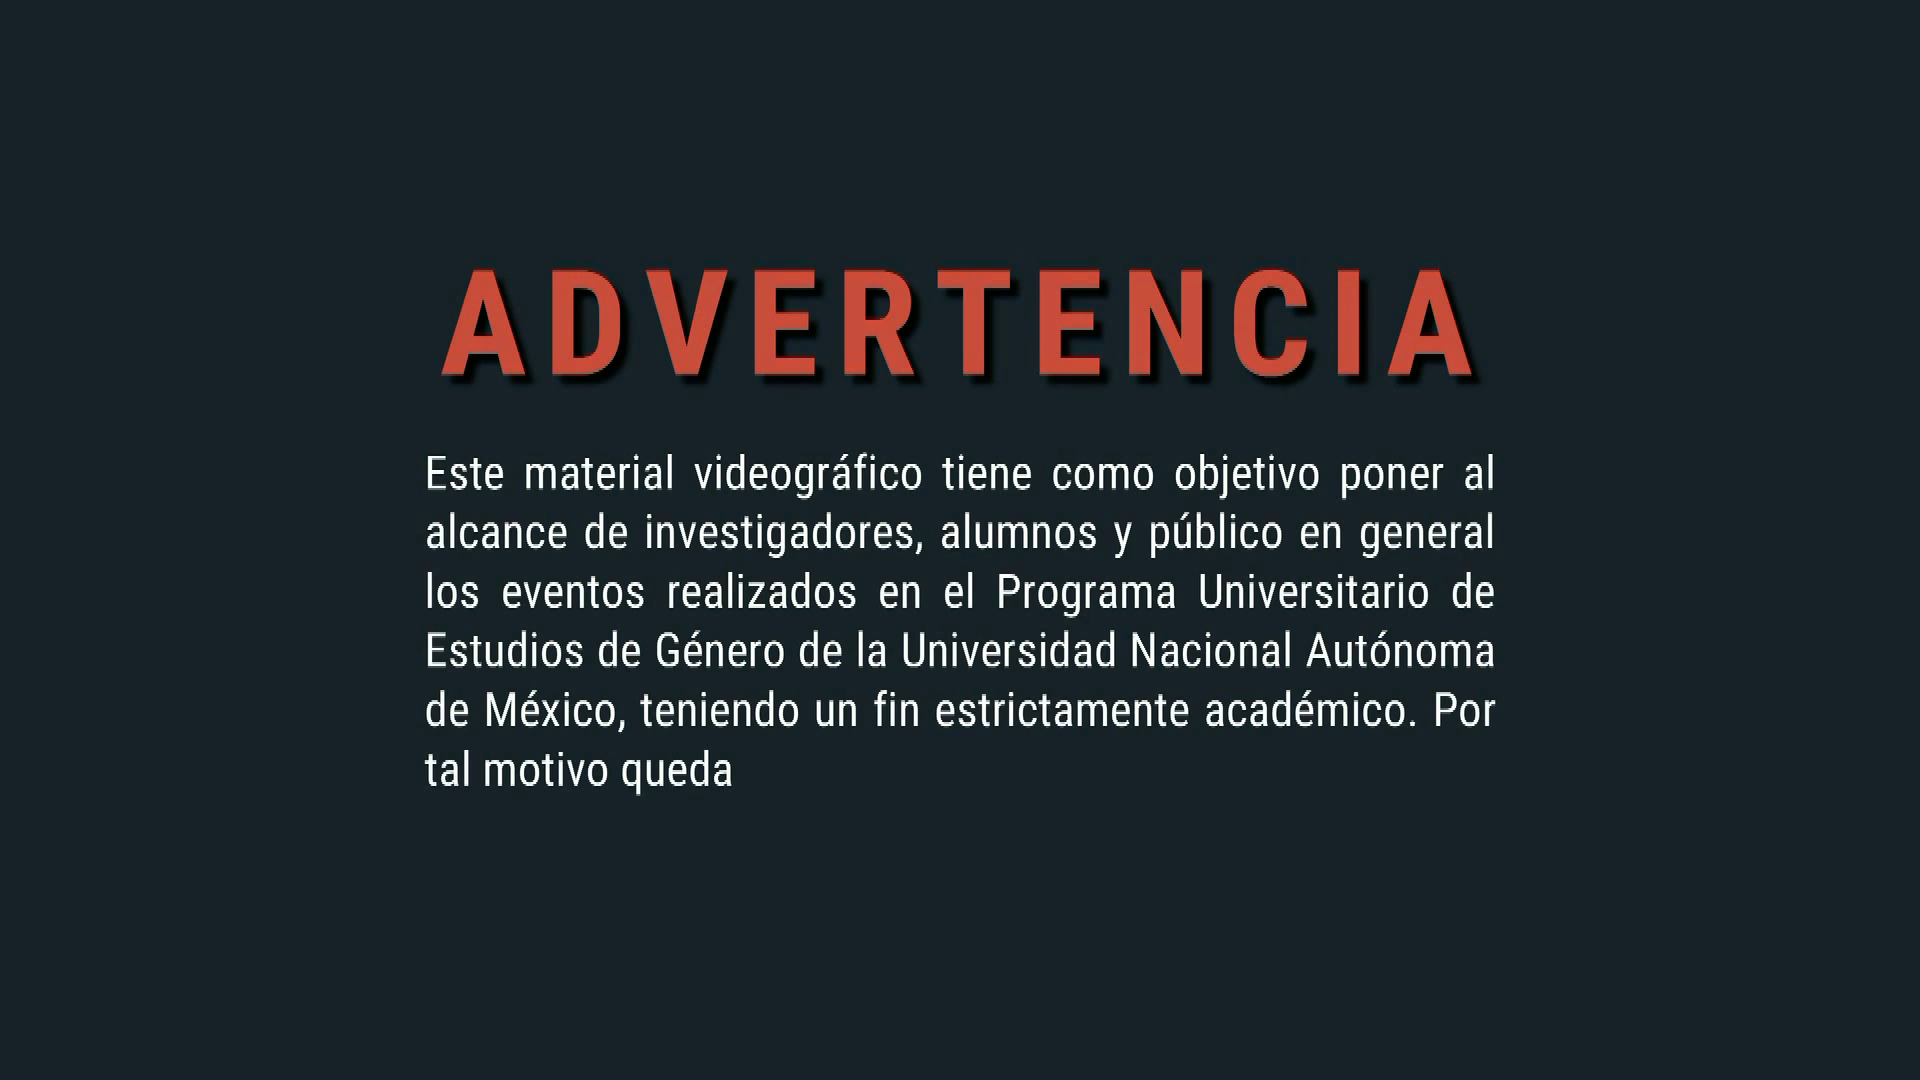 ADVERTENCIA
Este material videográfico tiene como objetivo poner al
alcance de investigadores, alumnos y público en general
los eventos realizados en el Programa Universitario de
Estudios de Género de la Universidad Nacional Autónoma
de México, teniendo un fin estrictamente académico. Por
tal motivo queda